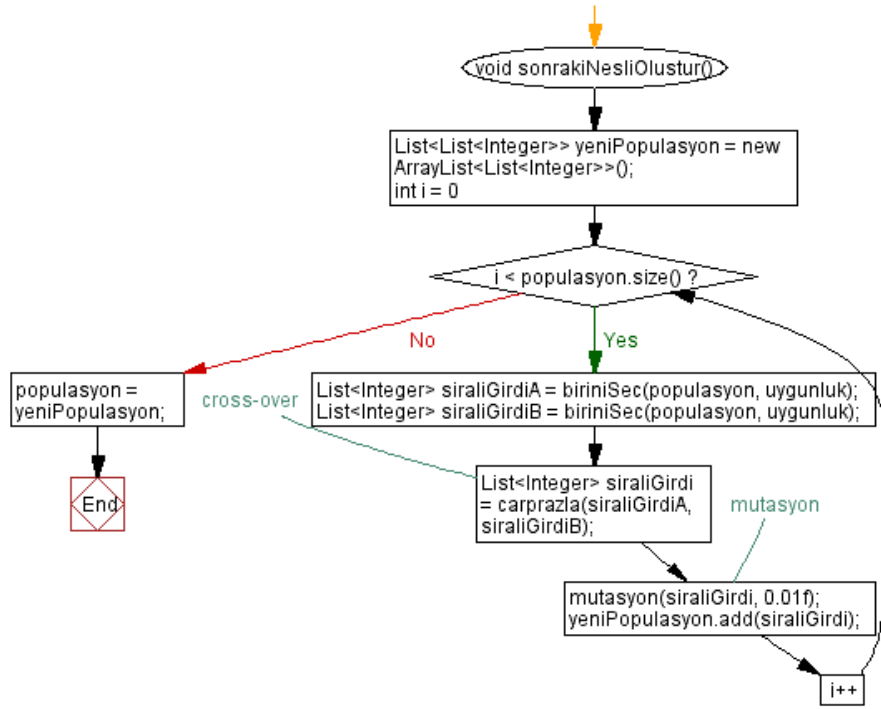 void sonrakiNesliOlustur()
List<List<Integer>> yeniPopulasyon = new
ArrayList<List<Integer>>();
int i = 0
i < populasyon.size() ?
No
Yes
populasyon =
yeniPopulasyon;
End
cross-over
List<Integer> siraliGirdiA = biriniSec(populasyon, uygunluk);
List<Integer> siraliGirdiB = biriniSec(populasyon, uygunluk);
List<Integer> siraliGirdi
= carprazla(siraliGirdiA,
siraliGirdiB);
mutasyon
mutasyon(siraliGirdi, 0.01f);
yeniPopulasyon.add(siraliGirdi);
i++